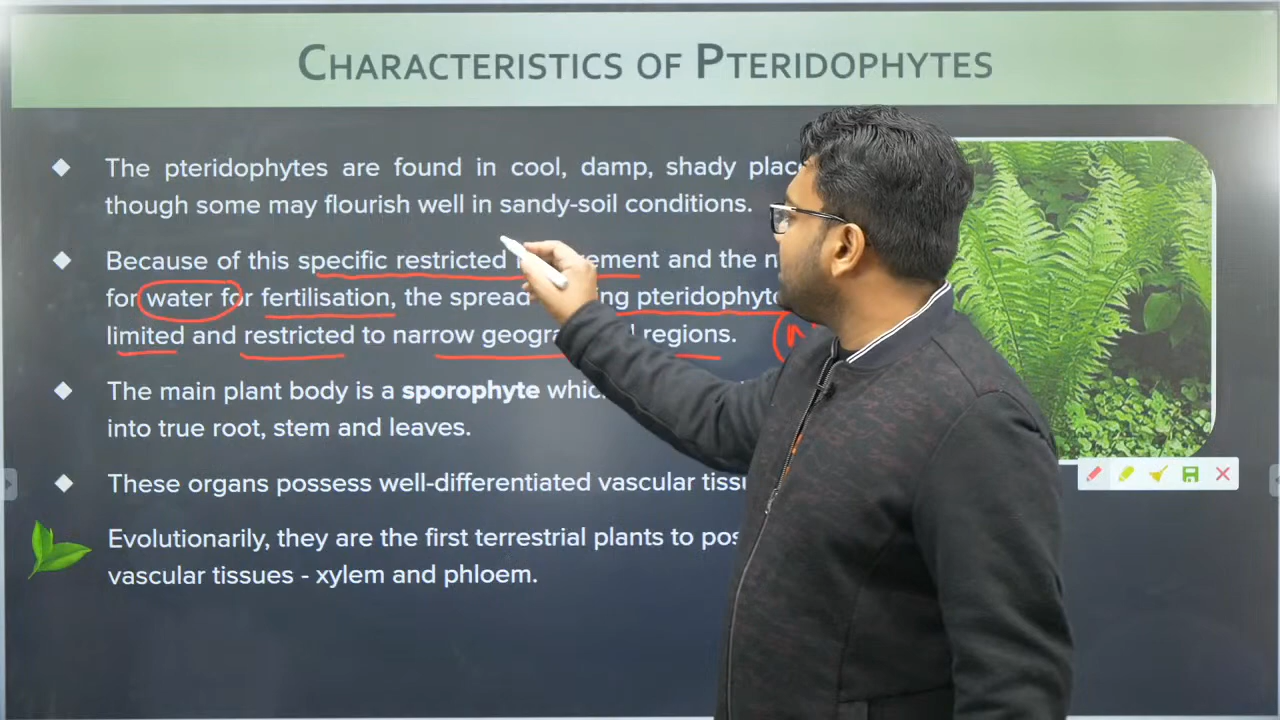 CHARACTERISTICS OF PTERIDOPHYTES
The pteridophytes are found in cool, damp, shady
though some may flourish well in sandy-soil conditions.
Because of this specific restricted and the
for water for fertilisation, the spread pteridophytes
limited and restricted to narrow regions.
The main plant body is a sporophyte
into true root, stem and leaves.
These organs possess well-differentiated vascular
Evolutionarily, they are the first terrestrial plants to
vascular tissues - xylem and phloem.